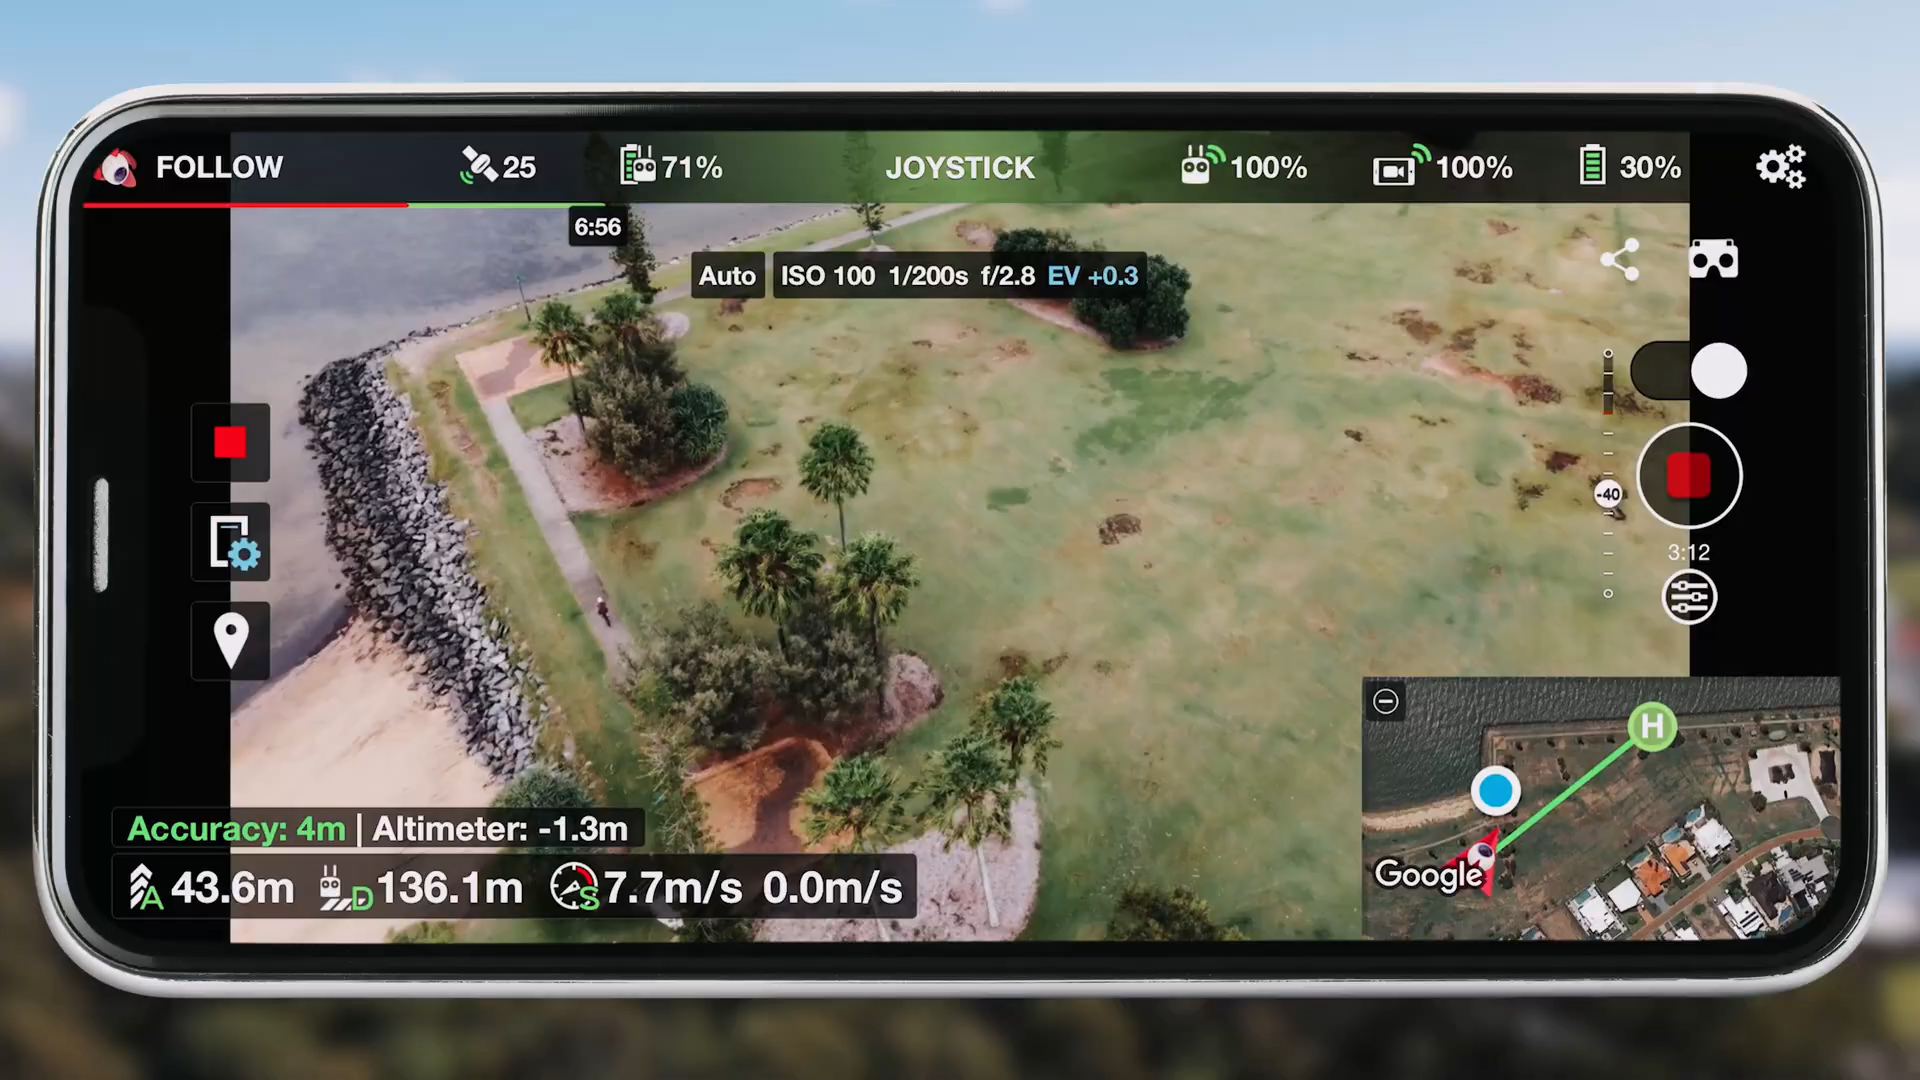 FOLLOW 25 71% JOYSTICK 100% 100% 30%
6:56
Auto ISO 100 1/200s f/2.8 EV +0.3
-40
3:12
H
Accuracy: 4m | Altimeter: -1.3m
A 43.6m D 136.1m S 7.7m/s 0.0m/s
Google